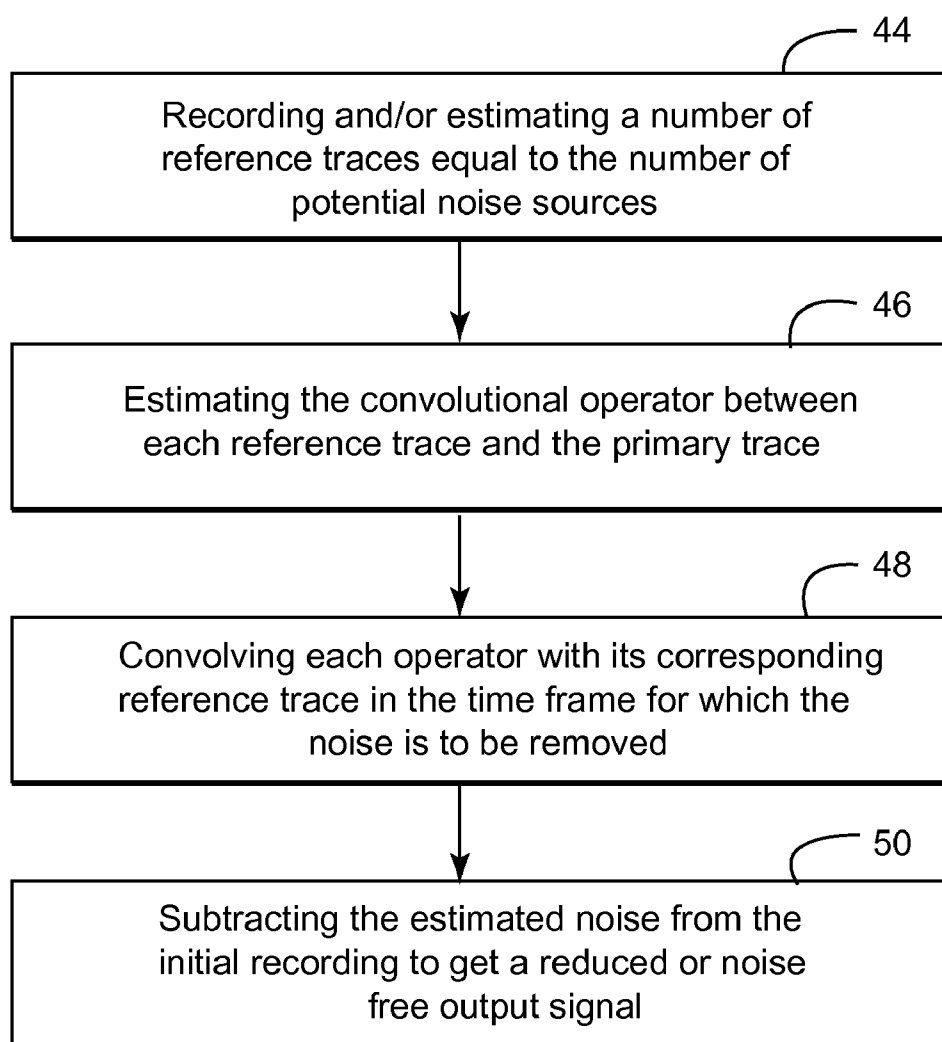 44
Recording and/or estimating a number of
reference traces equal to the number of
potential noise sources
46
Estimating the convolutional operator between
each reference trace and the primary trace
48
Convolving each operator with its corresponding
reference trace in the time frame for which the
noise is to be removed
50
Subtracting the estimated noise from the
initial recording to get a reduced or noise
free output signal